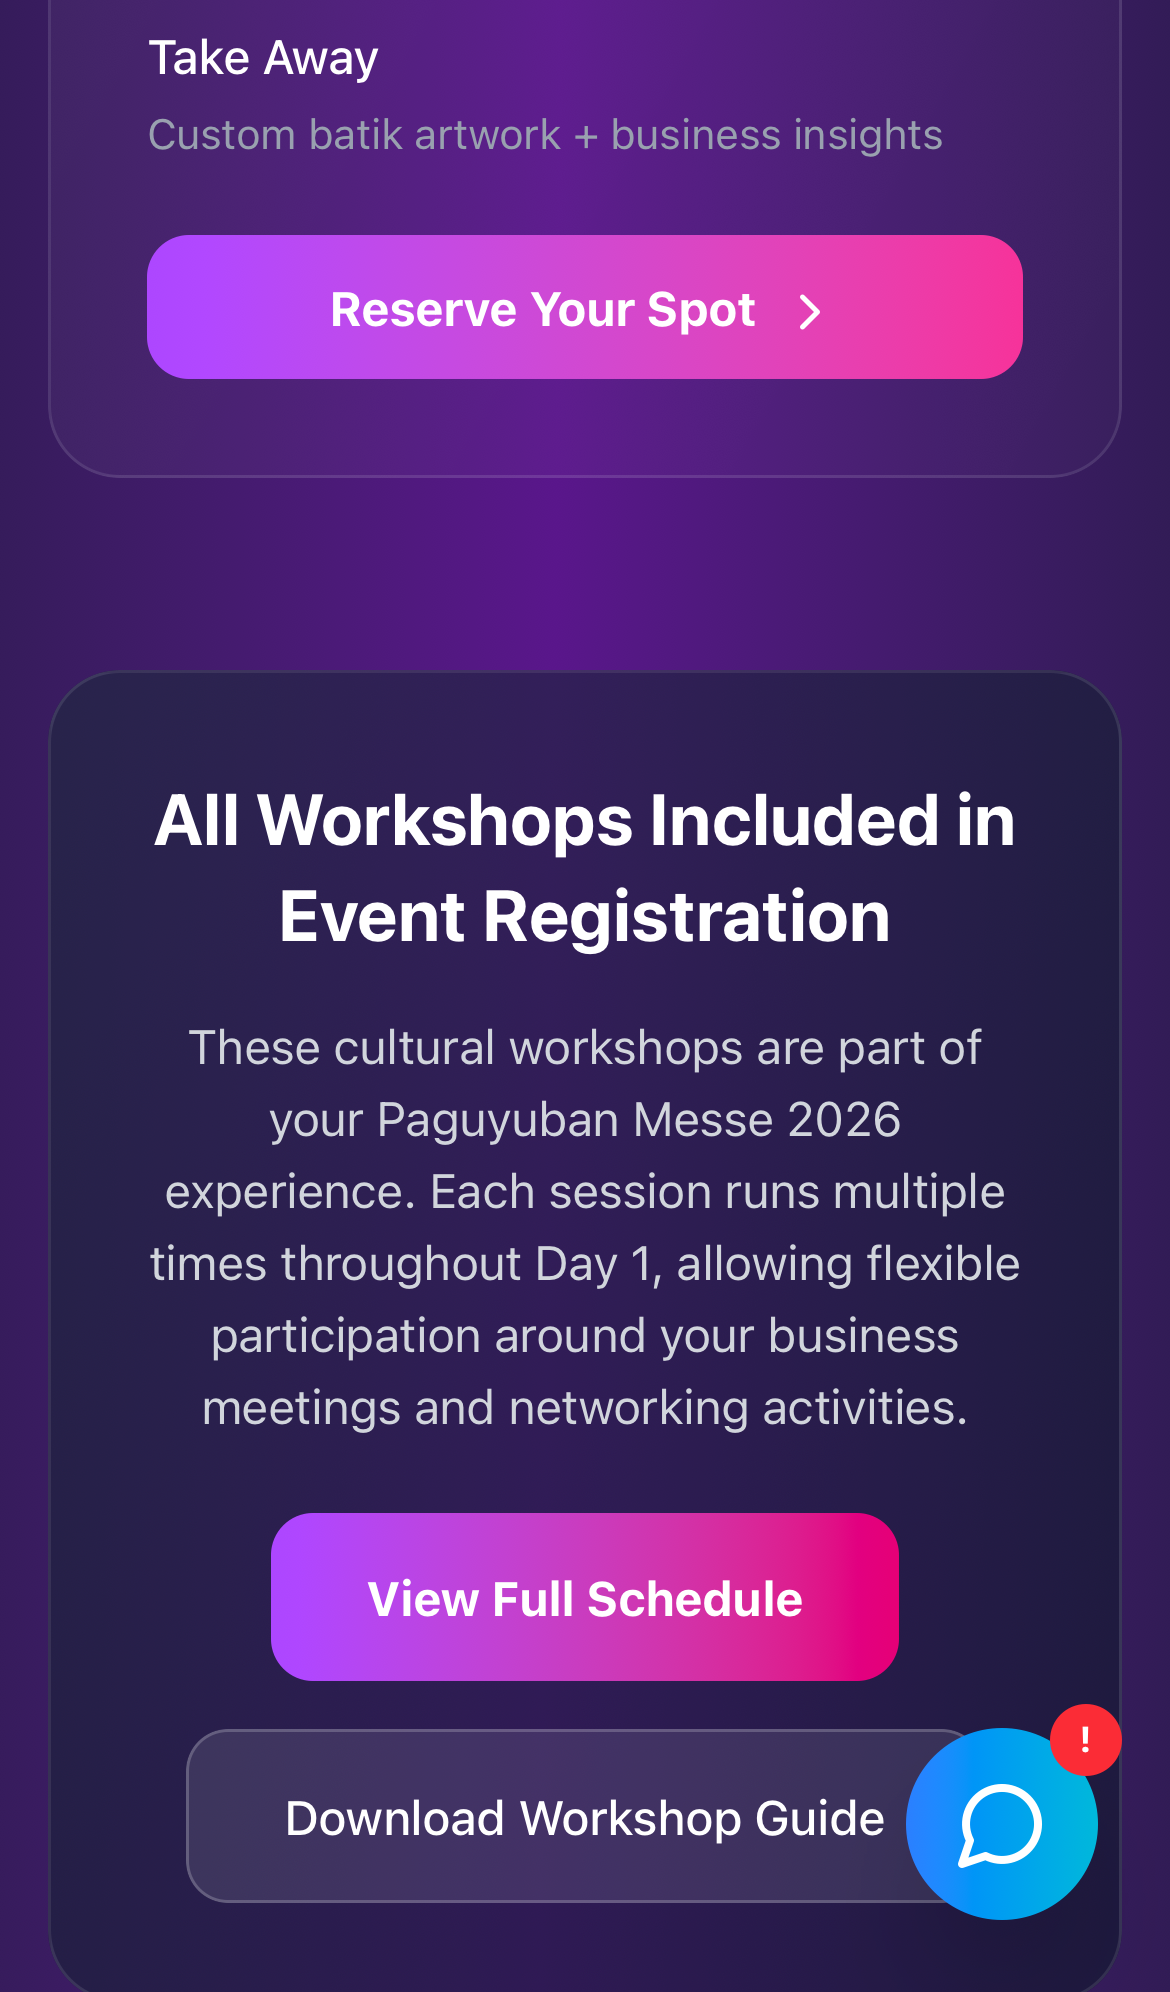 Take Away
Custom batik artwork + business insights
Reserve Your Spot
All Workshops Included in
Event Registration
These cultural workshops are part of
your Paguyuban Messe 2026
experience. Each session runs multiple
times throughout Day 1, allowing flexible
participation around your business
meetings and networking activities.
View Full Schedule
!
Download Workshop Guide